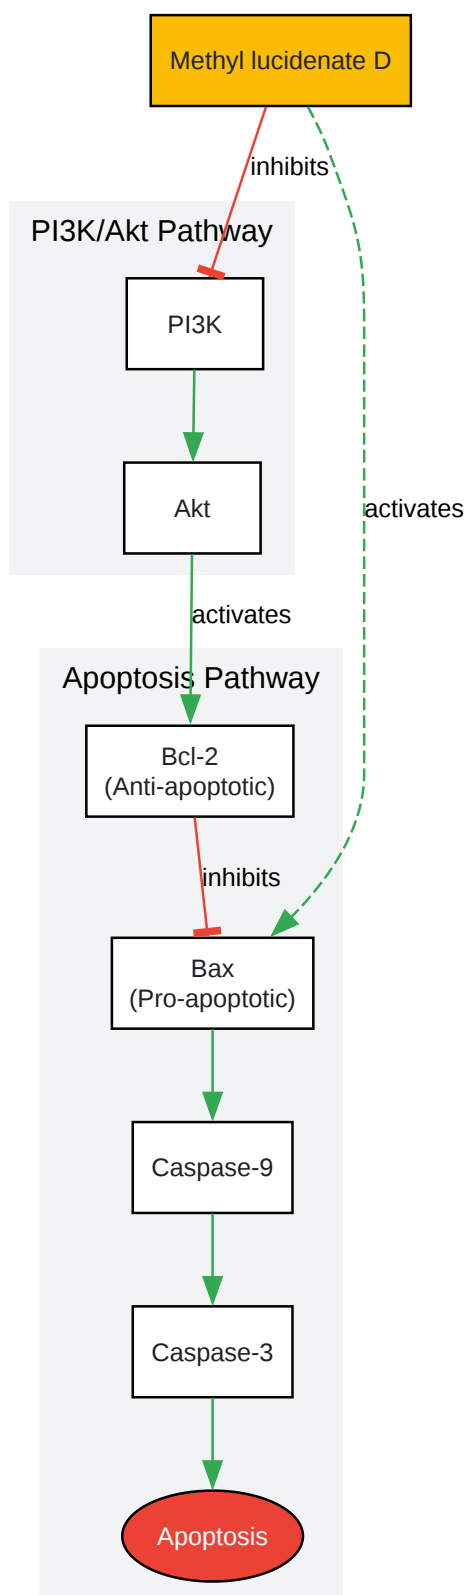 Methyl lucidenate D
inhibits
PI3K/Akt Pathway
PI3K
Akt
activates
activates
Apoptosis Pathway
Bcl-2
(Anti-apoptotic)
inhibits
Bax
(Pro-apoptotic)
Caspase-9
Caspase-3
Apoptosis